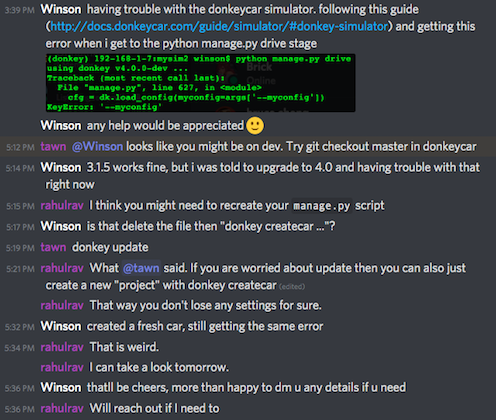 3:39 PM Winson having trouble with the donkeycar simulator. following this guide
(http://docs.donkeycar.com/guide/simulator/#donkey-simulator) and getting this
error when i get to the python manage.py drive stage
(donkey) 192-168-1-7:mysim2 winson$ python manage.py drive
using donkey v4.0.0-dev ...
Traceback (most recent call last):
File "manage.py", line 627, in <module>
cfg = dk.load_config(myconfig=args['--myconfig'])
KeyError: '--myconfig'
Brick
Online
Winson any help would be appreciated
5:12 PM tawn @Winson looks like you might be on dev. Try git checkout master in donkeycar
5:14 PM Winson 3.1.5 works fine, but i was told to upgrade to 4.0 and having trouble with that
right now
5:15 PM rahulrav I think you might need to recreate your manage.py script
5:17 PM Winson is that delete the file then "donkey createcar ..."?
5:19 PM tawn donkey update
5:21 PM rahulrav What @tawn said. If you are worried about update then you can also just
create a new "project" with donkey createcar (edited)
rahulrav That way you don't lose any settings for sure.
5:32 PM Winson created a fresh car, still getting the same error
5:34 PM rahulrav That is weird.
rahulrav I can take a look tomorrow.
5:36 PM Winson thatll be cheers, more than happy to dm u any details if u need
5:36 PM rahulrav Will reach out if I need to